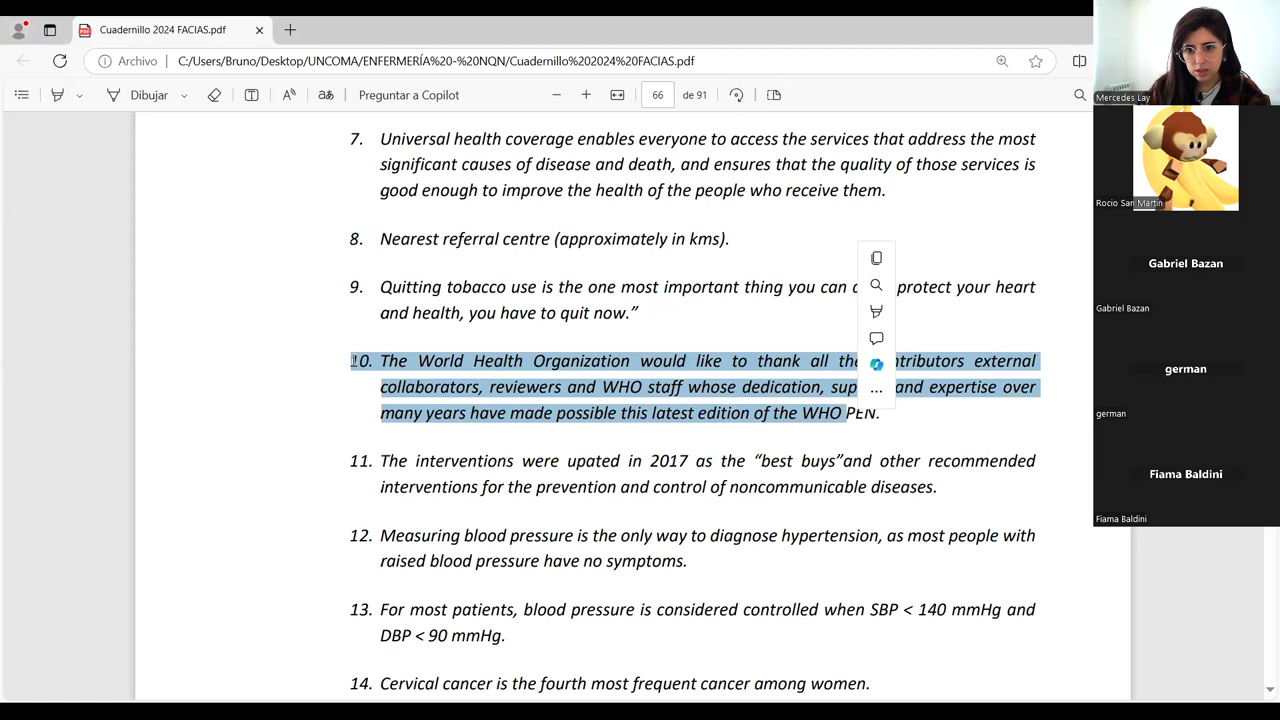 Cuadernillo 2024 FACIAS.pdf
Archivo
C:/Users/Bruno/Desktop/UNCOMA/ENFERMERÍA%20-%20NQN/Cuadernillo%202024%20FACIAS.pdf
Dibujar
Preguntar a Copilot
66
de 91
7. Universal health coverage enables everyone to access the services that address the most
significant causes of disease and death, and ensures that the quality of those services is
good enough to improve the health of the people who receive them.
8. Nearest referral centre (approximately in kms).
9. Quitting tobacco use is the one most important thing you can protect your heart
and health, you have to quit now.”
10. The World Health Organization would like to thank all external
collaborators, reviewers and WHO staff whose dedication, and expertise over
many years have made possible this latest edition of the WHO PEN.
11. The interventions were upated in 2017 as the “best buys”and other recommended
interventions for the prevention and control of noncommunicable diseases.
12. Measuring blood pressure is the only way to diagnose hypertension, as most people with
raised blood pressure have no symptoms.
13. For most patients, blood pressure is considered controlled when SBP < 140 mmHg and
DBP < 90 mmHg.
14. Cervical cancer is the fourth most frequent cancer among women.
Mercedes Lay
Rocio San Martin
Gabriel Bazan
Gabriel Bazan
german
german
Fiama Baldini
Fiama Baldini